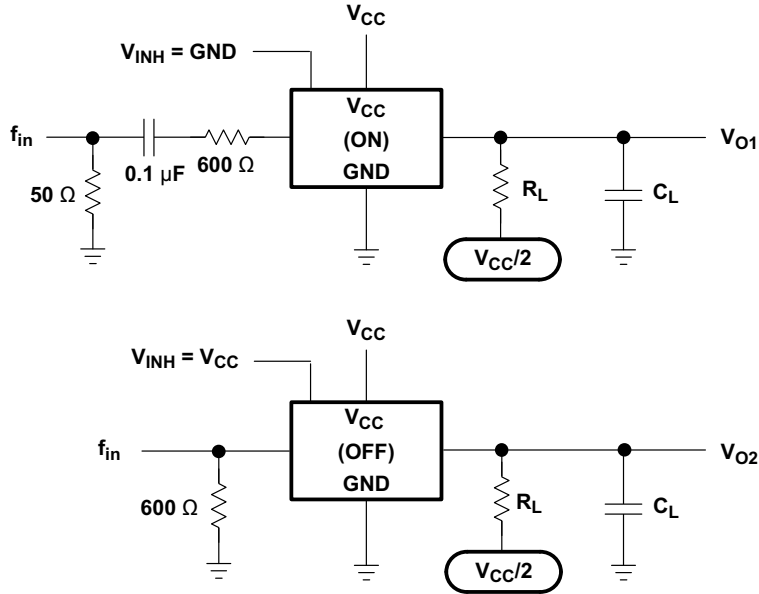 V_CC
V_INH = GND
V_CC
(ON)
GND
f_in
0.1 µF
600 Ω
50 Ω
V_O1
R_L
C_L
V_CC/2
V_CC
V_INH = V_CC
V_CC
(OFF)
GND
f_in
600 Ω
V_O2
R_L
C_L
V_CC/2